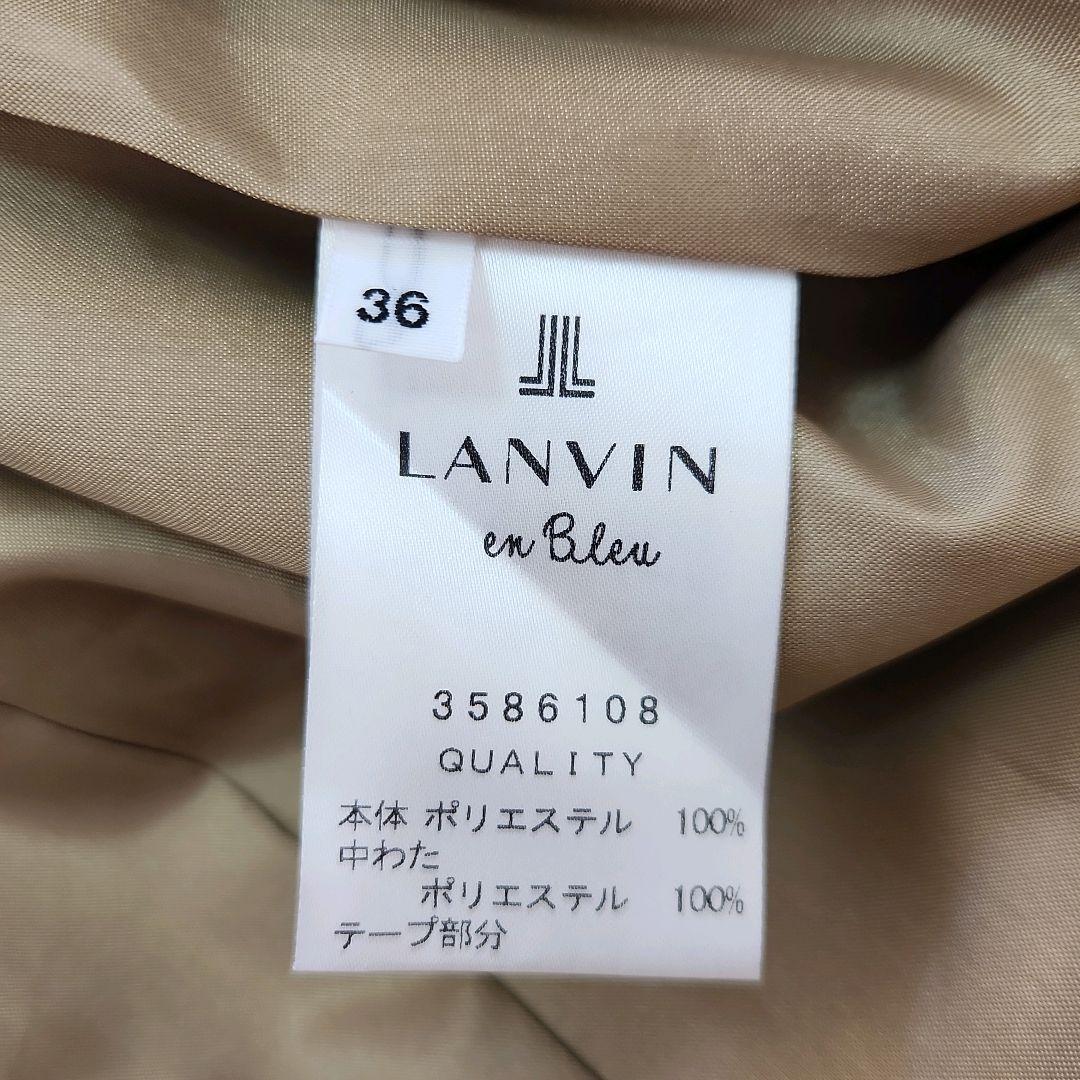 36
LANVIN
en Bleu
3586108
QUALITY
本体 ポリエステル 100%
中わた
ポリエステル 100%
テープ部分